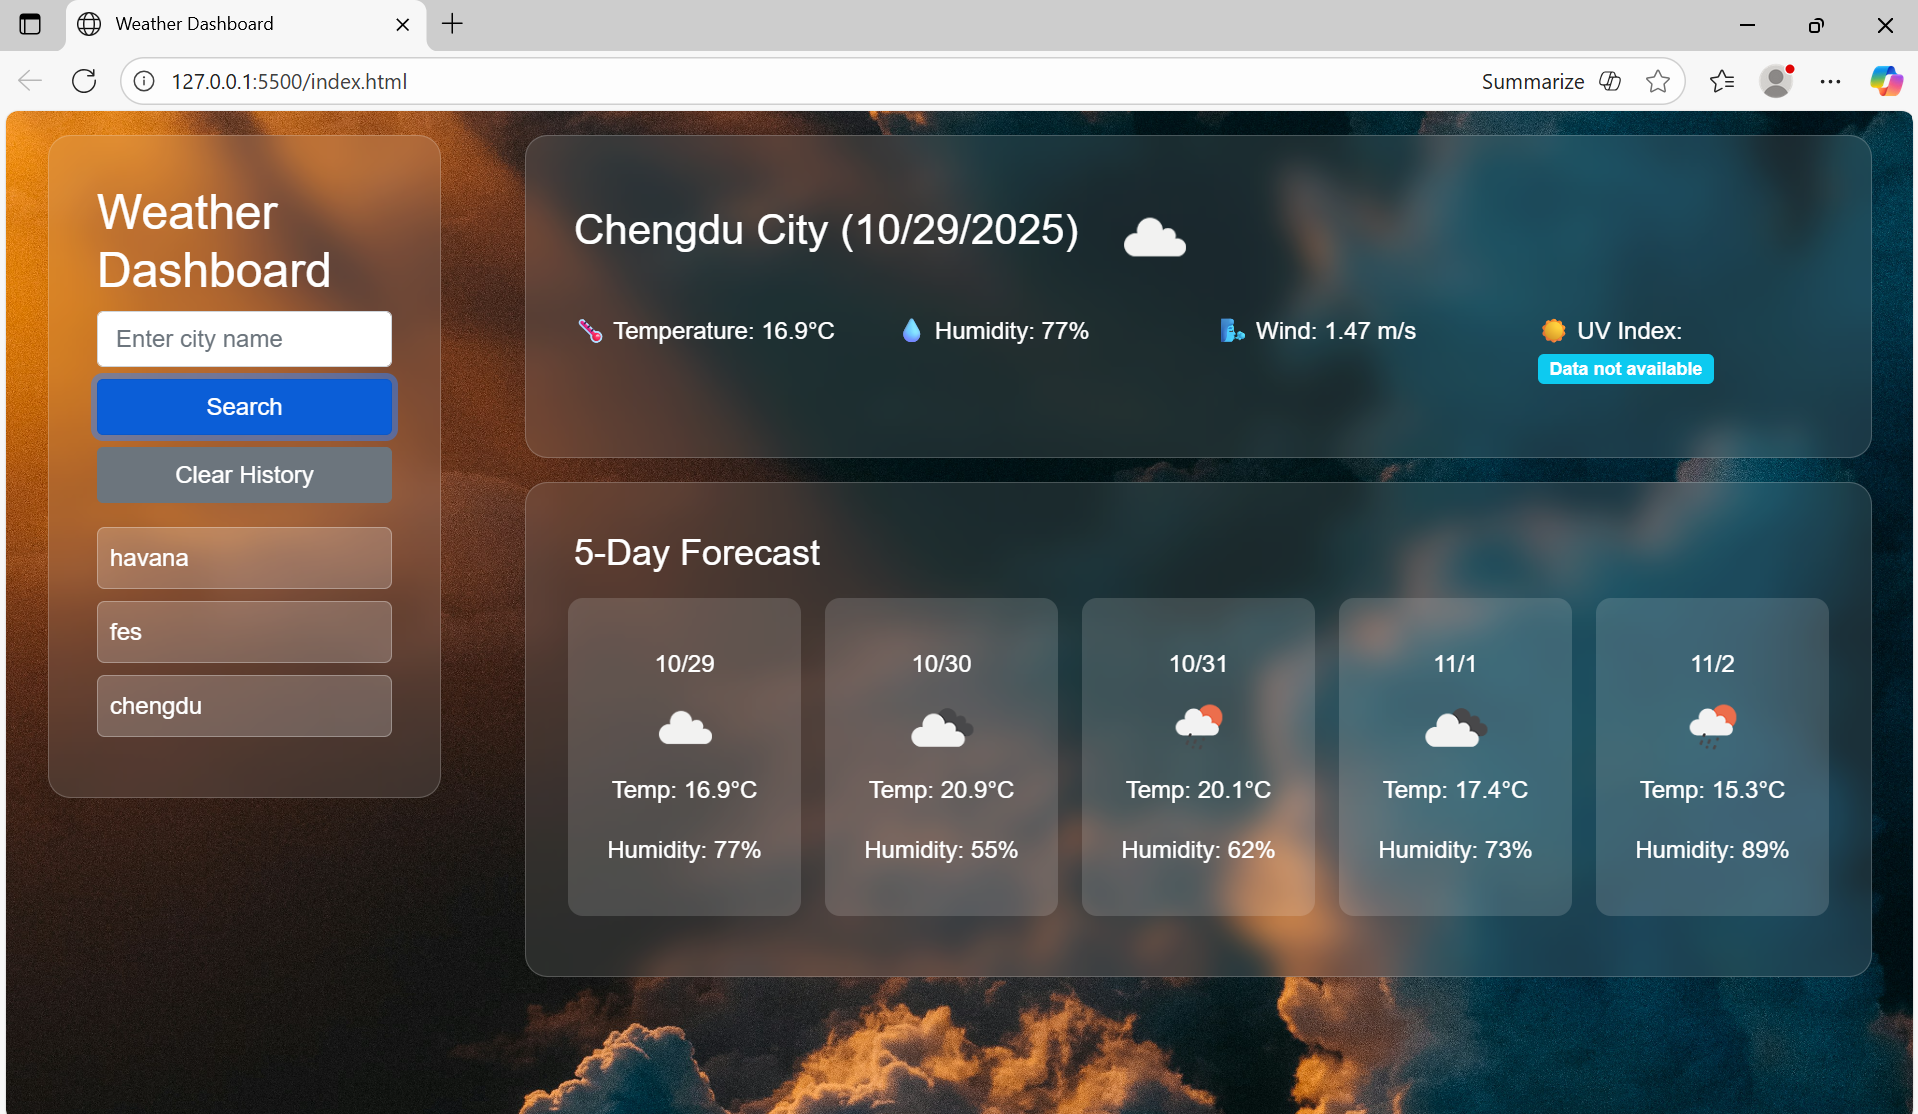 Weather Dashboard
127.0.0.1:5500/index.html
Summarize
Weather
Dashboard
Enter city name
Search
Clear History
havana
fes
chengdu
Chengdu City (10/29/2025)
Temperature: 16.9°C
Humidity: 77%
Wind: 1.47 m/s
UV Index:
Data not available
5-Day Forecast
10/29
Temp: 16.9°C
Humidity: 77%
10/30
Temp: 20.9°C
Humidity: 55%
10/31
Temp: 20.1°C
Humidity: 62%
11/1
Temp: 17.4°C
Humidity: 73%
11/2
Temp: 15.3°C
Humidity: 89%